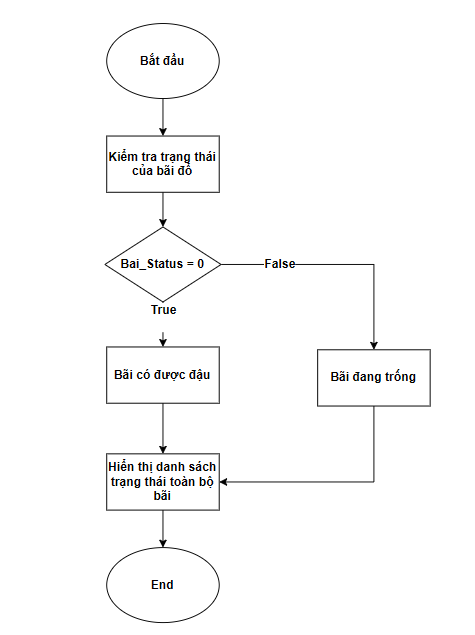 Bắt đầu
Kiểm tra trạng thái
của bãi đỗ
Bai_Status = 0
False
True
Bãi có được đậu
Bãi đang trống
Hiển thị danh sách
trạng thái toàn bộ
bãi
End